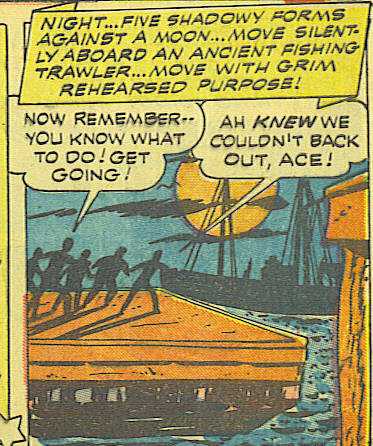 NIGHT...FIVE SHADOWY FORMS
AGAINST A MOON...MOVE SILENT-
LY ABOARD AN ANCIENT FISHING
TRAWLER...MOVE WITH GRIM
REHEARSED PURPOSE!
NOW REMEMBER--
YOU KNOW WHAT
TO DO! GET
GOING!
AH KNEW WE
COULDN'T BACK
OUT, ACE!